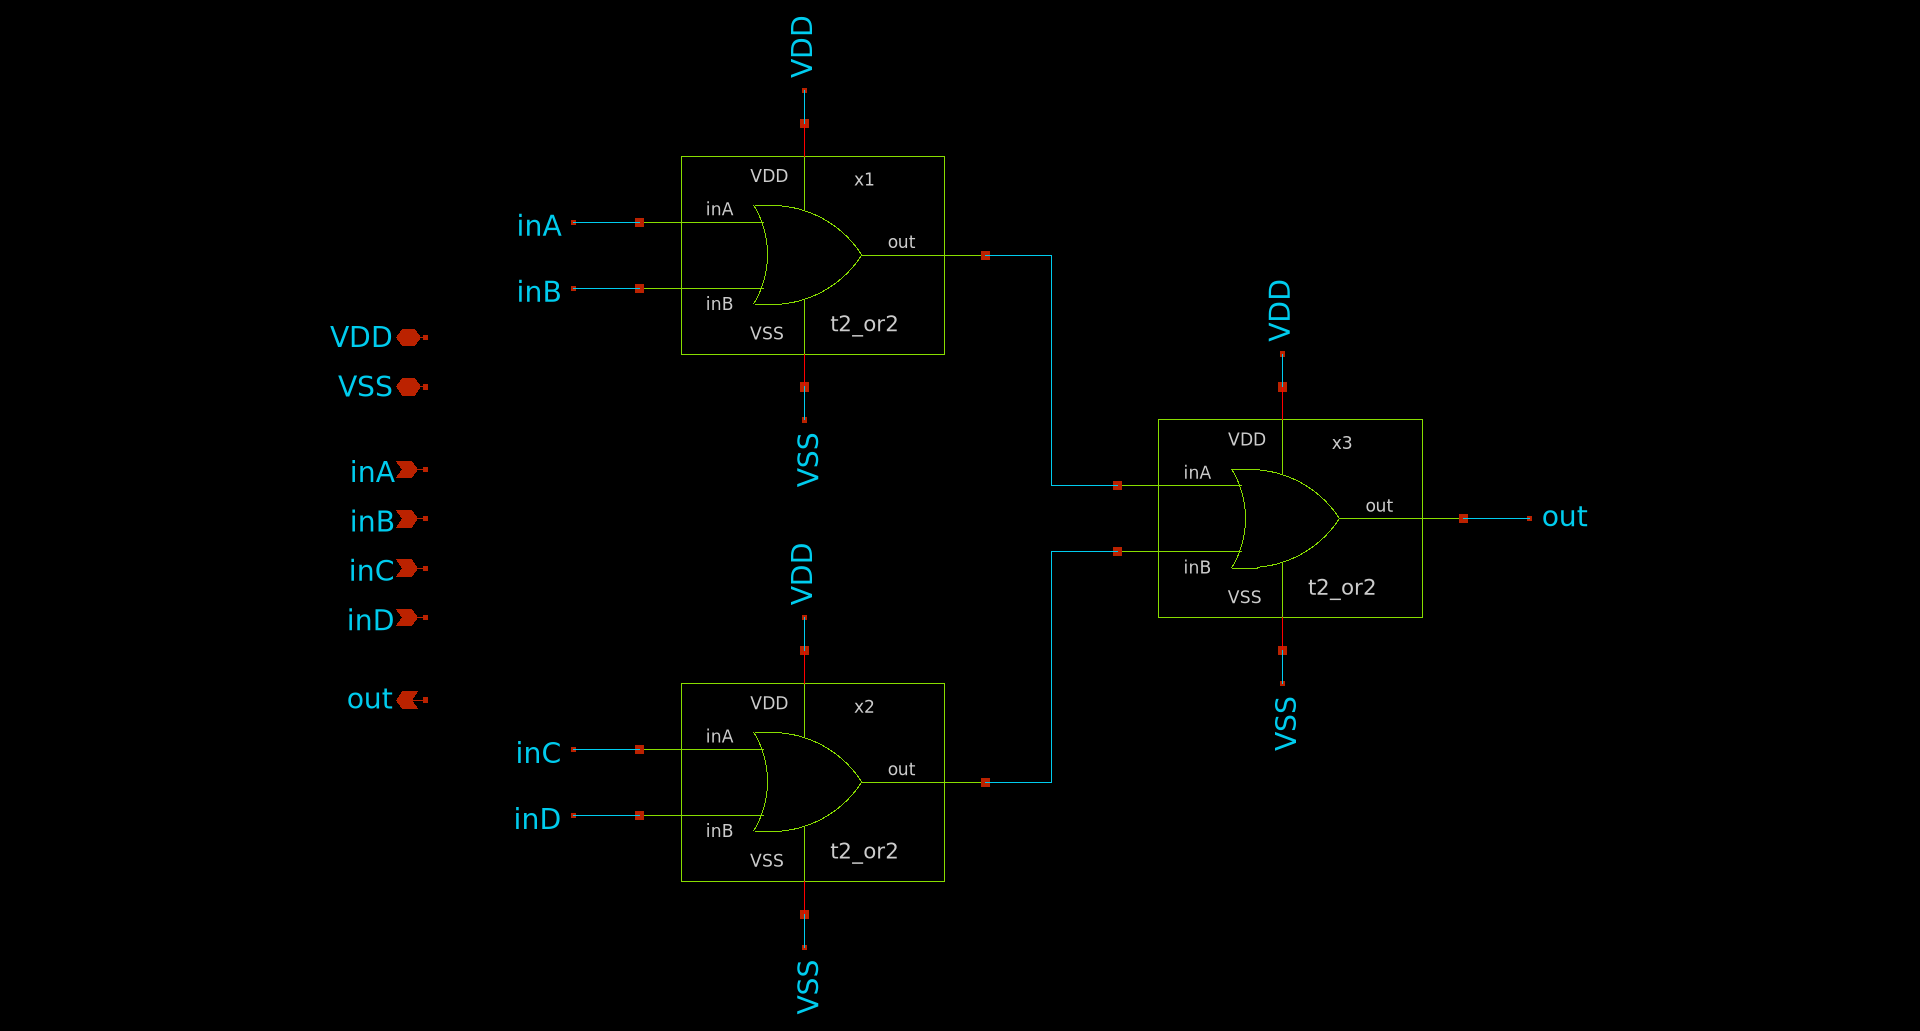 VDD
VSS
inA
inB
inC
inD
out
VDD
inA
inB
VDD
x1
inA
out
inB
VSS
t2_or2
VSS
VDD
inC
inD
VDD
x2
inA
out
inB
VSS
t2_or2
VSS
VDD
VDD
x3
inA
out
inB
VSS
t2_or2
VSS
out